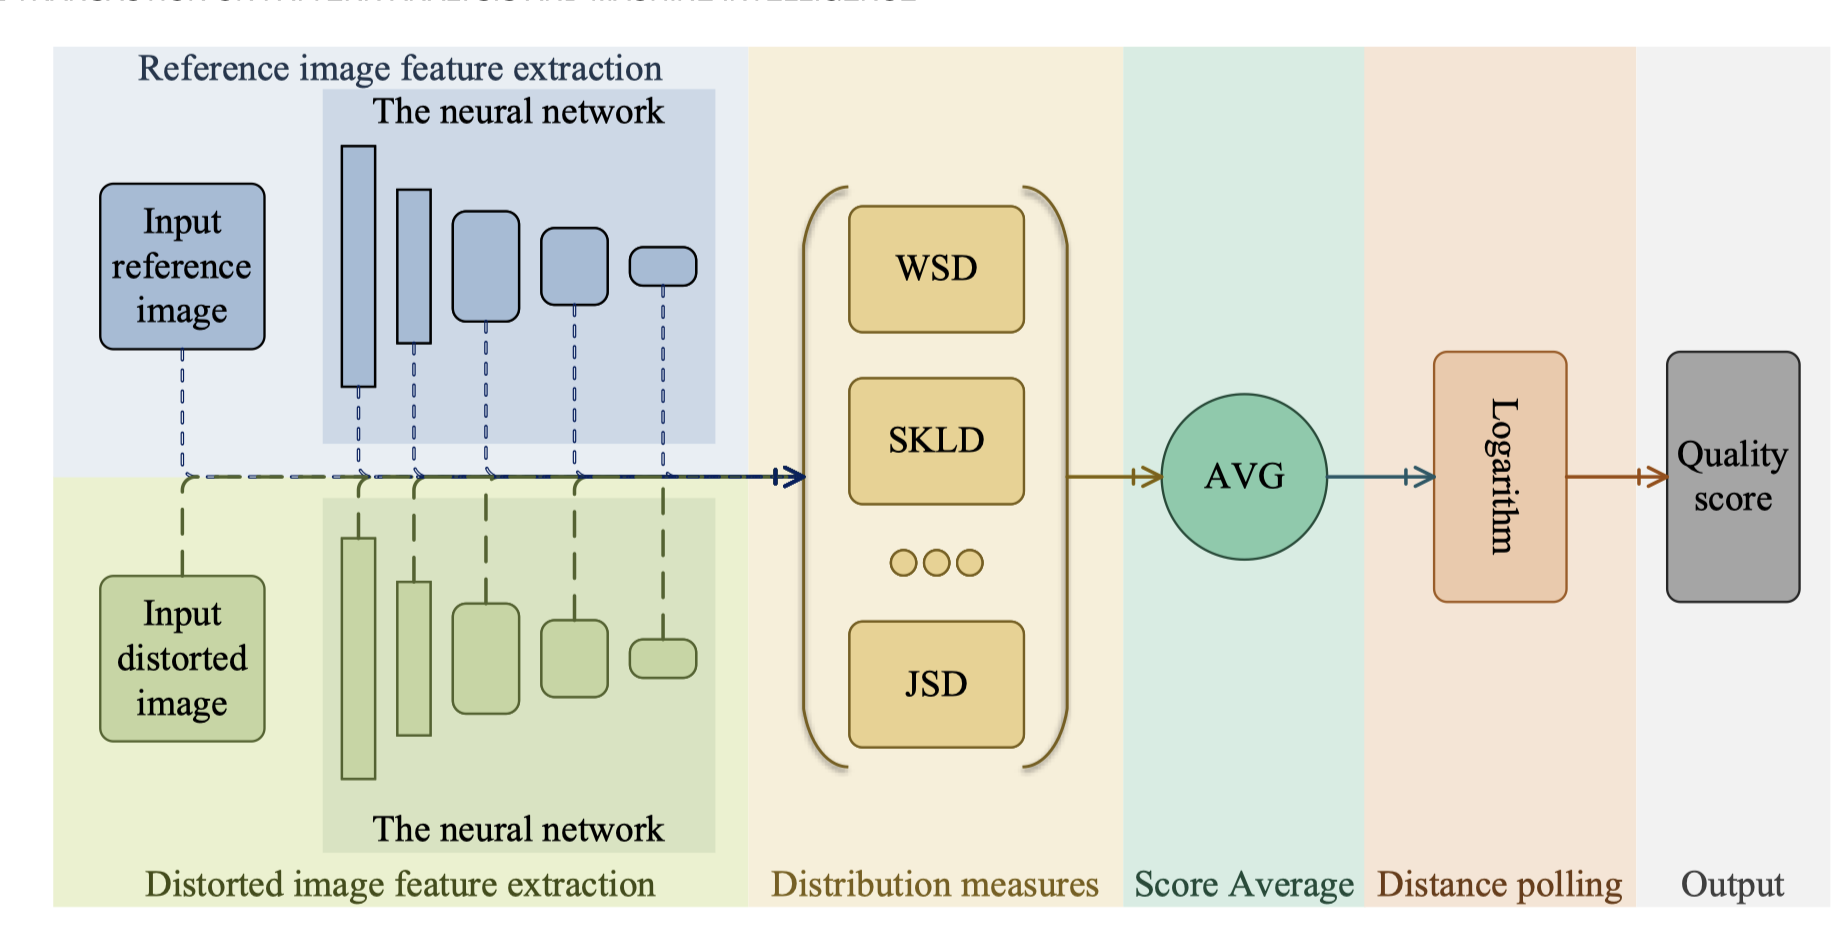 Reference image feature extraction
The neural network
Input
reference
image
WSD
SKLD
JSD
AVG
Logarithm
Quality
score
Input
distorted
image
The neural network
Distorted image feature extraction
Distribution measures
Score Average
Distance polling
Output